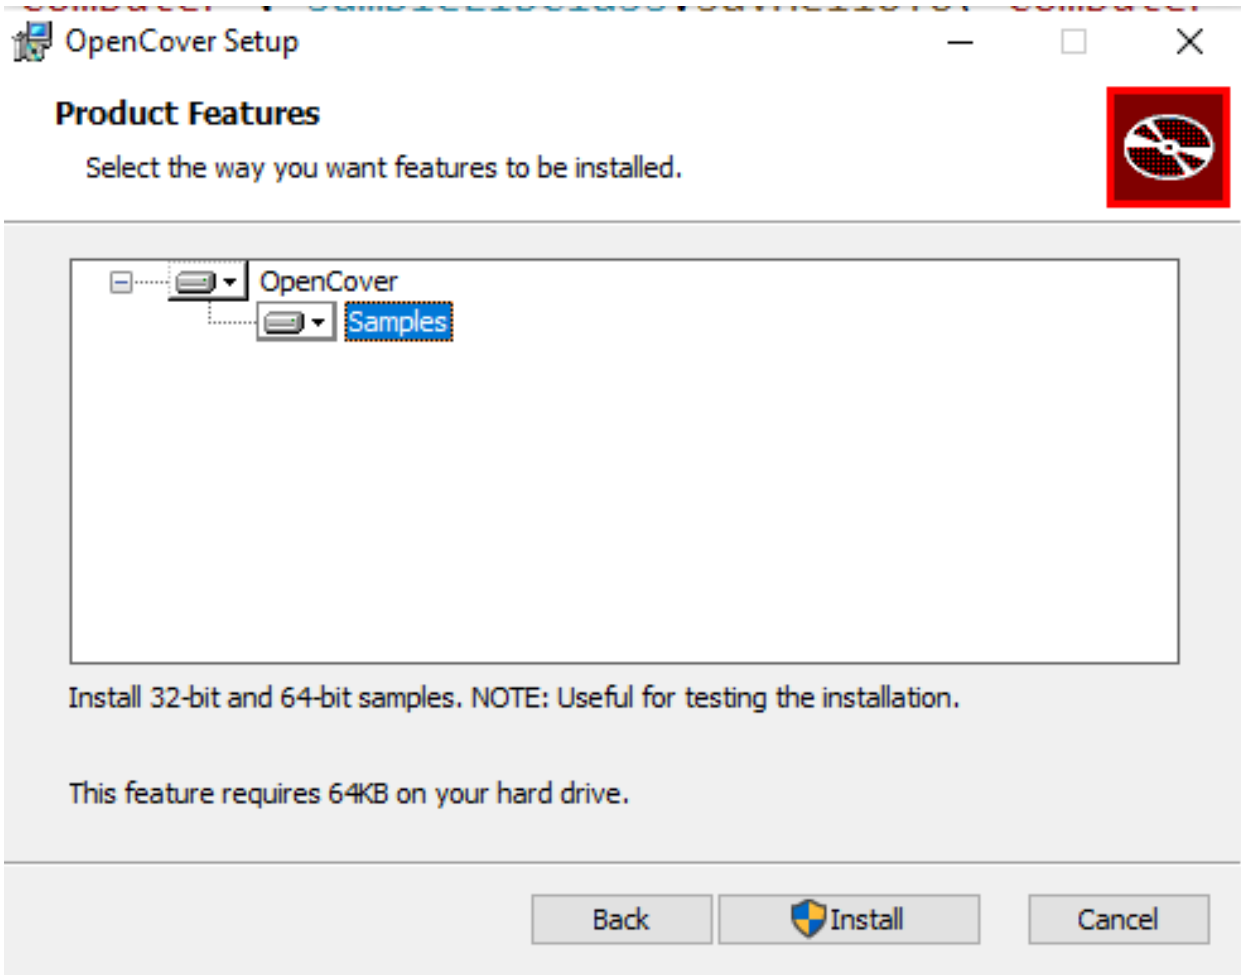 OpenCover Setup
Product Features
Select the way you want features to be installed.
OpenCover
Samples
Install 32-bit and 64-bit samples. NOTE: Useful for testing the installation.
This feature requires 64KB on your hard drive.
Back
Install
Cancel